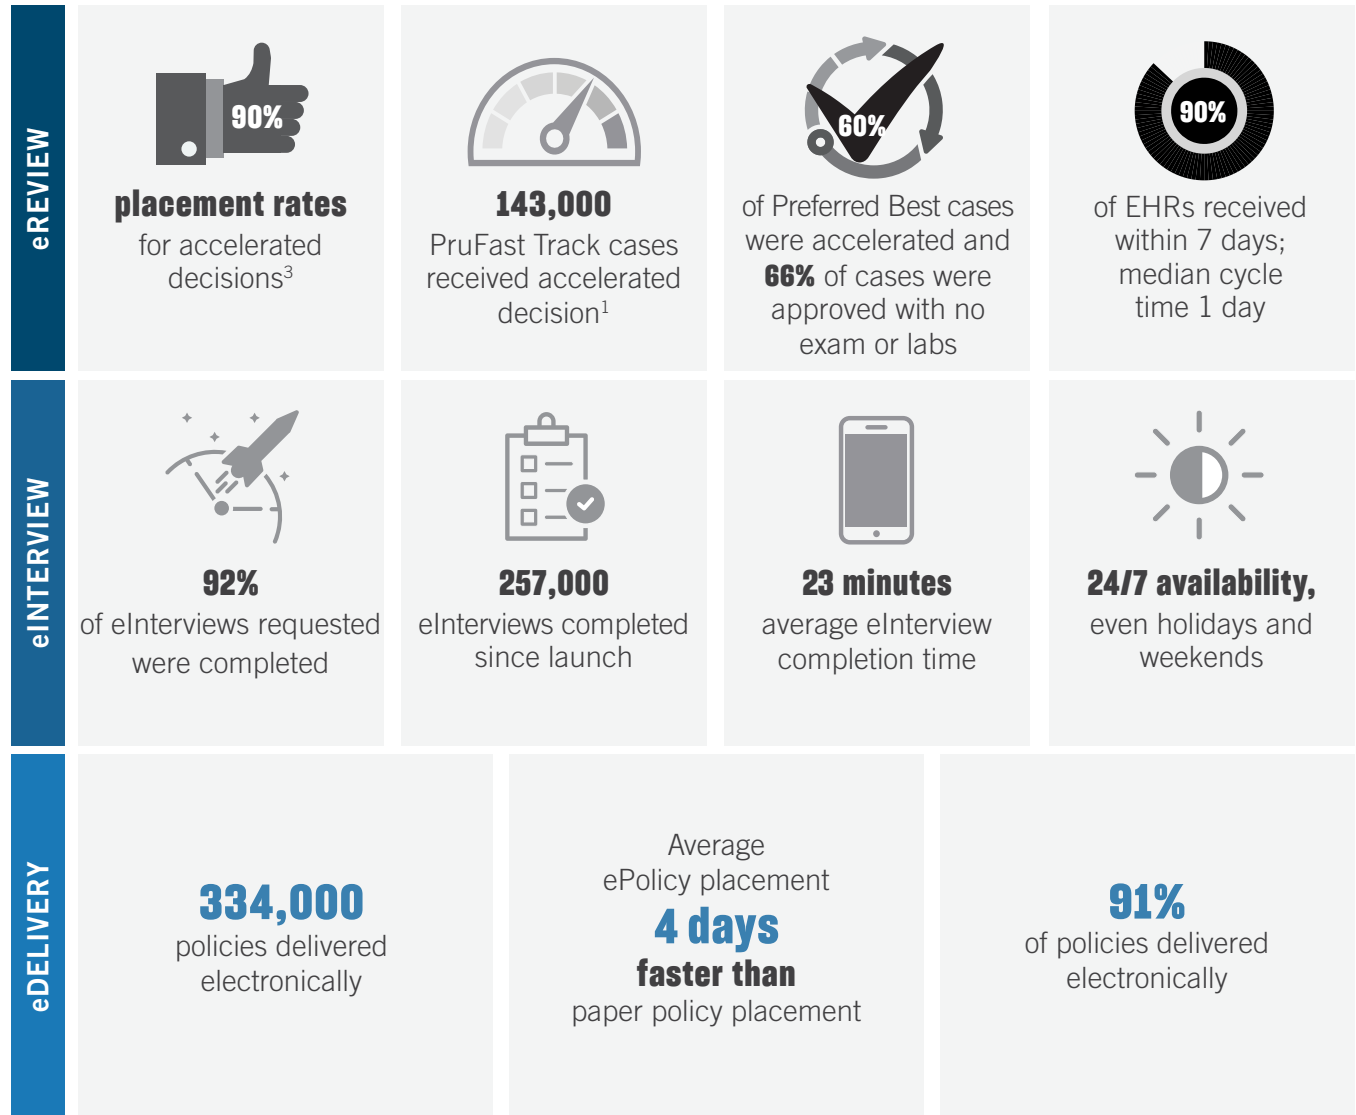 eREVIEW
90%
placement rates
for accelerated
decisions³
143,000
PruFast Track cases
received accelerated
decision¹
60%
of Preferred Best cases
were accelerated and
66% of cases were
approved with no
exam or labs
90%
of EHRs received
within 7 days;
median cycle
time 1 day
eINTERVIEW
92%
of eInterviews requested
were completed
257,000
eInterviews completed
since launch
23 minutes
average eInterview
completion time
24/7 availability,
even holidays and
weekends
eDELIVERY
334,000
policies delivered
electronically
Average
ePolicy placement
4 days
faster than
paper policy placement
91%
of policies delivered
electronically